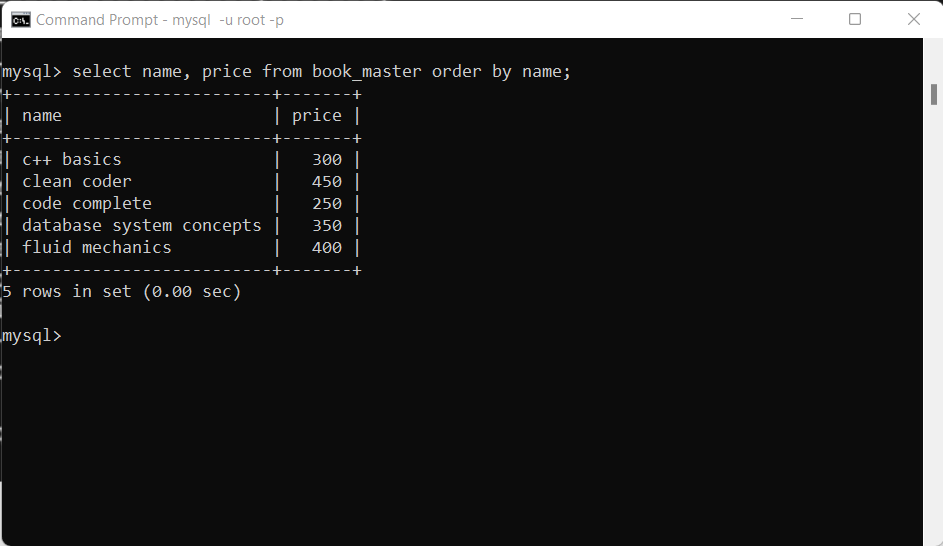 Command Prompt - mysql  -u root -p
mysql> select name, price from book_master order by name;
+--------------------------+-------+
| name                     | price |
+--------------------------+-------+
| c++ basics               |   300 |
| clean coder              |   450 |
| code complete            |   250 |
| database system concepts |   350 |
| fluid mechanics          |   400 |
+--------------------------+-------+
5 rows in set (0.00 sec)
mysql>